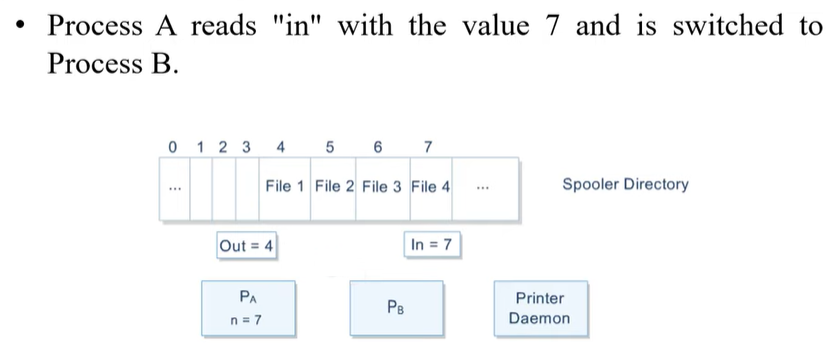 • Process A reads "in" with the value 7 and is switched to
Process B.
0 1 2 3 4 5 6 7
... File 1 File 2 File 3 File 4 ... Spooler Directory
Out = 4 In = 7
PA PB Printer
n = 7 Daemon